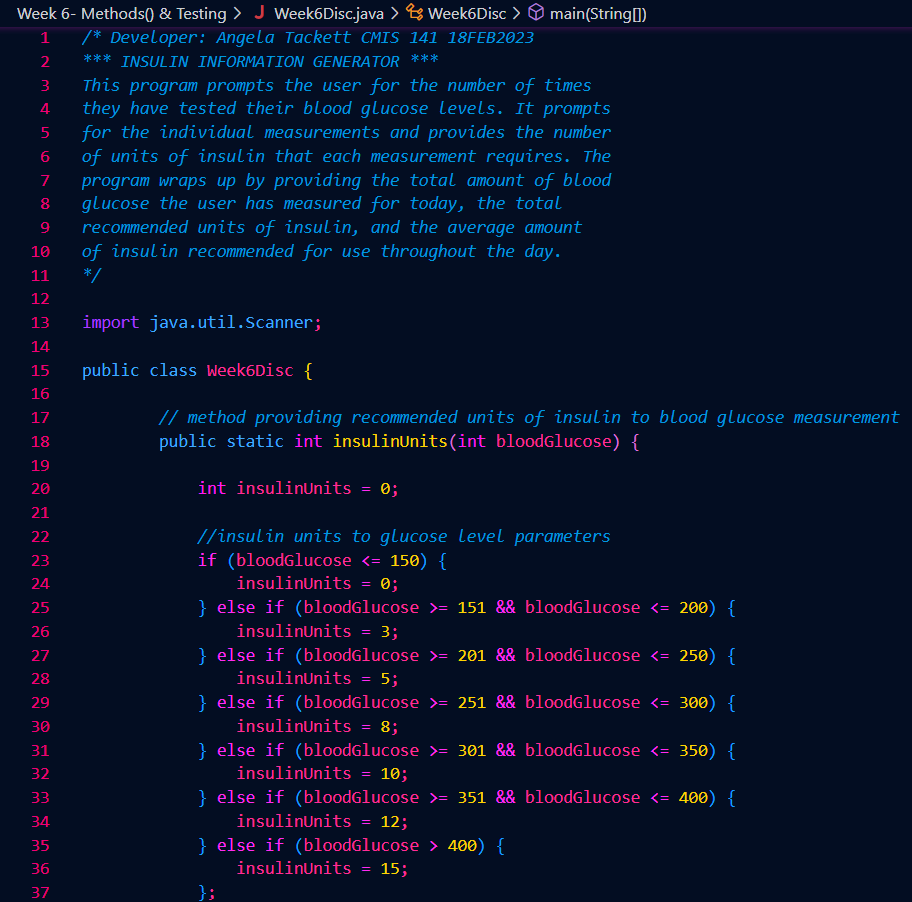 Week 6- Methods() & Testing > J Week6Disc.java > Week6Disc > main(String[])
1 /* Developer: Angela Tackett CMIS 141 18FEB2023
2 *** INSULIN INFORMATION GENERATOR ***
3 This program prompts the user for the number of times
4 they have tested their blood glucose levels. It prompts
5 for the individual measurements and provides the number
6 of units of insulin that each measurement requires. The
7 program wraps up by providing the total amount of blood
8 glucose the user has measured for today, the total
9 recommended units of insulin, and the average amount
10 of insulin recommended for use throughout the day.
11 */
12
13 import java.util.Scanner;
14
15 public class Week6Disc {
16
17 // method providing recommended units of insulin to blood glucose measurement
18 public static int insulinUnits(int bloodGlucose) {
19
20 int insulinUnits = 0;
21
22 //insulin units to glucose level parameters
23 if (bloodGlucose <= 150) {
24 insulinUnits = 0;
25 } else if (bloodGlucose >= 151 && bloodGlucose <= 200) {
26 insulinUnits = 3;
27 } else if (bloodGlucose >= 201 && bloodGlucose <= 250) {
28 insulinUnits = 5;
29 } else if (bloodGlucose >= 251 && bloodGlucose <= 300) {
30 insulinUnits = 8;
31 } else if (bloodGlucose >= 301 && bloodGlucose <= 350) {
32 insulinUnits = 10;
33 } else if (bloodGlucose >= 351 && bloodGlucose <= 400) {
34 insulinUnits = 12;
35 } else if (bloodGlucose > 400) {
36 insulinUnits = 15;
37 };